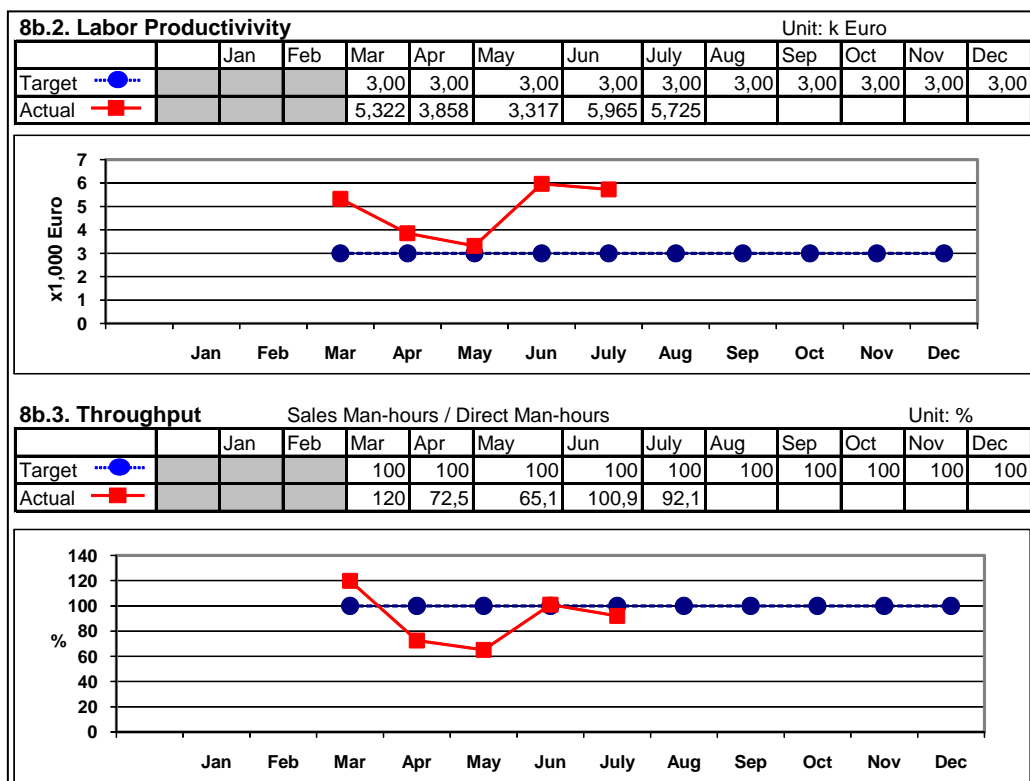 8b.2. Labor Productivivity Unit: k Euro
Jan Feb Mar Apr May Jun July Aug Sep Oct Nov Dec
Target 3,00 3,00 3,00 3,00 3,00 3,00 3,00 3,00 3,00 3,00
Actual 5,322 3,858 3,317 5,965 5,725
7
6
5
4
3
2
1
0
x1,000 Euro
Jan Feb Mar Apr May Jun July Aug Sep Oct Nov Dec
8b.3. Throughput Sales Man-hours / Direct Man-hours Unit: %
Jan Feb Mar Apr May Jun July Aug Sep Oct Nov Dec
Target 100 100 100 100 100 100 100 100 100 100
Actual 120 72,5 65,1 100,9 92,1
140
120
100
80
60
40
20
0
%
Jan Feb Mar Apr May Jun July Aug Sep Oct Nov Dec